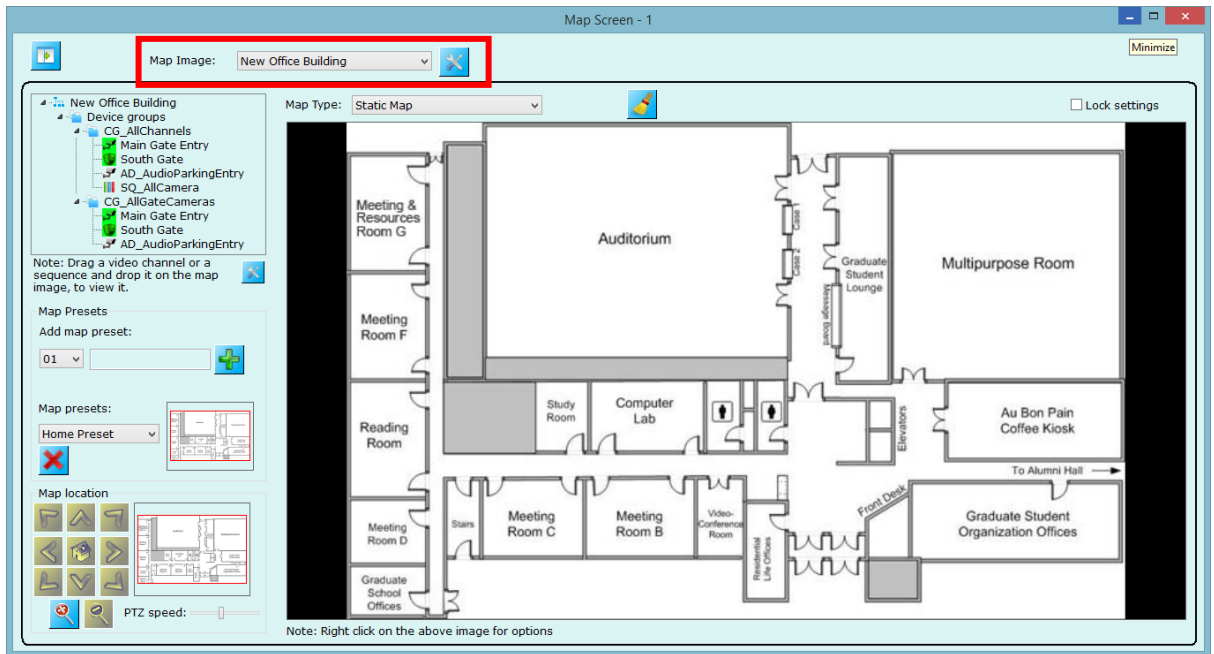 Map Screen - 1
Minimize
Map Image:
New Office Building
New Office Building
Device groups
CG_AllChannels
Main Gate Entry
South Gate
AD_AudioParkingEntry
SQ_AllCamera
CG_AllGateCameras
Main Gate Entry
South Gate
AD_AudioParkingEntry
Note: Drag a video channel or a
sequence and drop it on the map
image, to view it.
Map Presets
Add map preset:
01
Map presets:
Home Preset
Map location
PTZ speed:
Map Type:
Static Map
Lock settings
Meeting &
Resources
Room G
Auditorium
Case 1
Case 2
Graduate
Student
Lounge
Message Board
Multipurpose Room
Meeting
Room F
Study
Room
Computer
Lab
Elevators
Au Bon Pain
Coffee Kiosk
Reading
Room
To Alumni Hall
Front Desk
Meeting
Room D
Stairs
Meeting
Room C
Meeting
Room B
Video-
Conference
Room
Residential
Life Offices
Graduate Student
Organization Offices
Graduate
School
Offices
Note: Right click on the above image for options